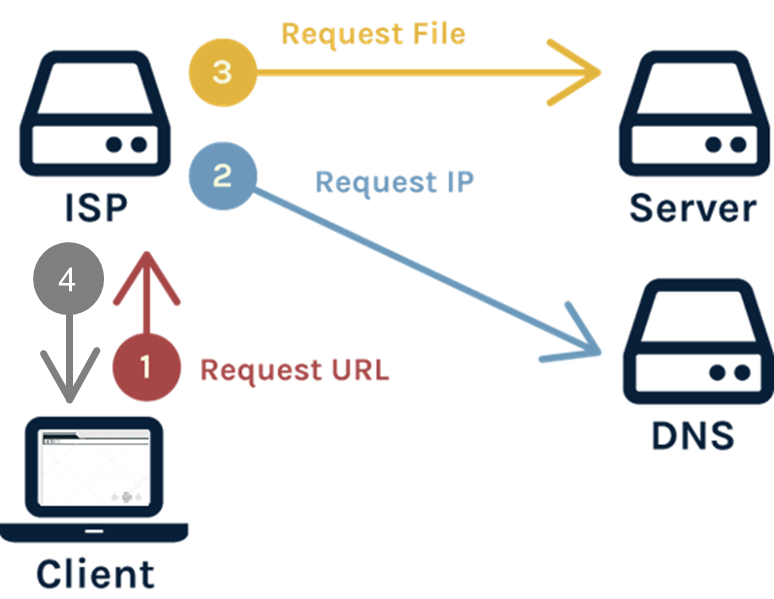 Request File
3
2
Request IP
ISP
Server
4
1
Request URL
DNS
Client